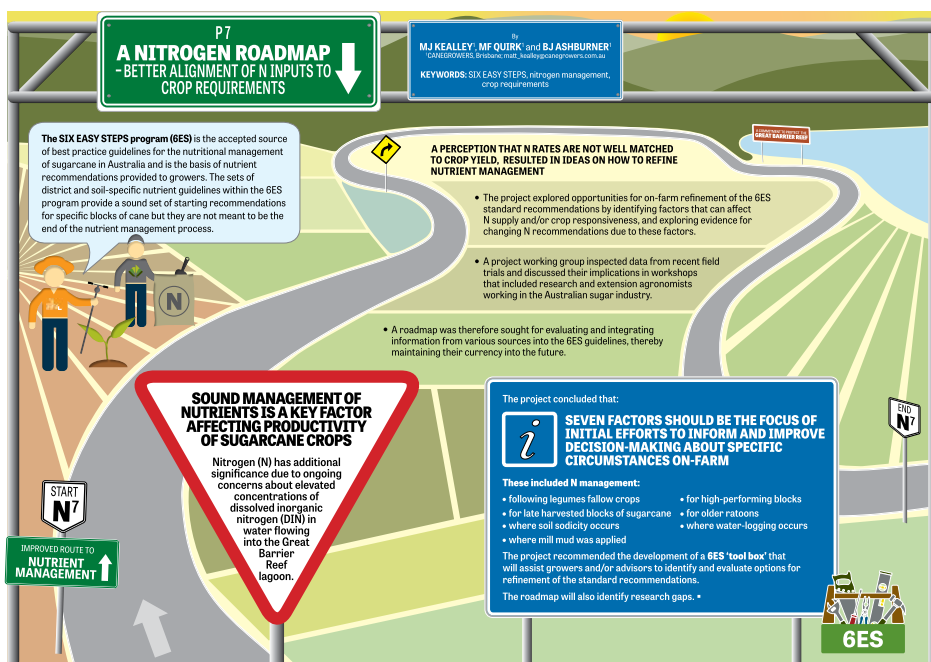 P7
A NITROGEN ROADMAP
– BETTER ALIGNMENT OF N INPUTS TO
CROP REQUIREMENTS
By
MJ KEALLEY¹, MF QUIRK¹ and BJ ASHBURNER¹
¹CANEGROWERS, Brisbane; matt_kealley@canegrowers.com.au
KEYWORDS: SIX EASY STEPS, nitrogen management,
crop requirements
The SIX EASY STEPS program (6ES) is the accepted source
of best practice guidelines for the nutritional management
of sugarcane in Australia and is the basis of nutrient
recommendations provided to growers. The sets of
district and soil-specific nutrient guidelines within the 6ES
program provide a sound set of starting recommendations
for specific blocks of cane but they are not meant to be the
end of the nutrient management process.
A COMMITMENT TO PROTECT THE
GREAT BARRIER REEF
A PERCEPTION THAT N RATES ARE NOT WELL MATCHED
TO CROP YIELD, RESULTED IN IDEAS ON HOW TO REFINE
NUTRIENT MANAGEMENT
• The project explored opportunities for on-farm refinement of the 6ES
standard recommendations by identifying factors that can affect
N supply and/or crop responsiveness, and exploring evidence for
changing N recommendations due to these factors.
• A project working group inspected data from recent field
trials and discussed their implications in workshops
that included research and extension agronomists
working in the Australian sugar industry.
• A roadmap was therefore sought for evaluating and integrating
information from various sources into the 6ES guidelines, thereby
maintaining their currency into the future.
N
SOUND MANAGEMENT OF
NUTRIENTS IS A KEY FACTOR
AFFECTING PRODUCTIVITY
OF SUGARCANE CROPS
Nitrogen (N) has additional
significance due to ongoing
concerns about elevated
concentrations of
dissolved inorganic
nitrogen (DIN) in
water flowing
into the Great
Barrier
Reef
lagoon.
START
N⁷
IMPROVED ROUTE TO
NUTRIENT
MANAGEMENT
The project concluded that:
i
SEVEN FACTORS SHOULD BE THE FOCUS OF
INITIAL EFFORTS TO INFORM AND IMPROVE
DECISION-MAKING ABOUT SPECIFIC
CIRCUMSTANCES ON-FARM
These included N management:
• following legumes fallow crops
• for late harvested blocks of sugarcane
• where soil sodicity occurs
• where mill mud was applied
• for high-performing blocks
• for older ratoons
• where water-logging occurs
The project recommended the development of a 6ES ‘tool box’ that
will assist growers and/or advisors to identify and evaluate options for
refinement of the standard recommendations.
The roadmap will also identify research gaps. •
END
N⁷
6ES